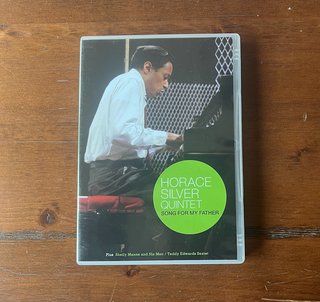 HORACE
SILVER
QUINTET
SONG FOR MY FATHER
Plus Shelly Manne and His Men / Teddy Edwards Sextet